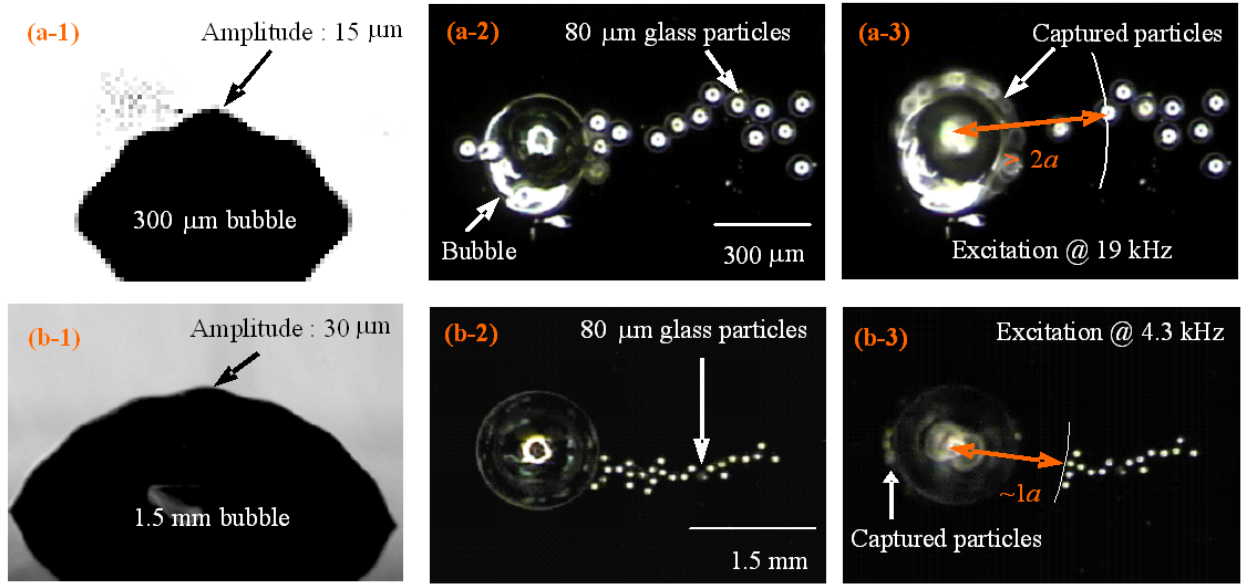 (a-1)
Amplitude : 15 μm
300 μm bubble
(a-2)
80 μm glass particles
Bubble
300 μm
(a-3)
Captured particles
> 2a
Excitation @ 19 kHz
(b-1)
Amplitude : 30 μm
1.5 mm bubble
(b-2)
80 μm glass particles
1.5 mm
(b-3)
Excitation @ 4.3 kHz
~1a
Captured particles